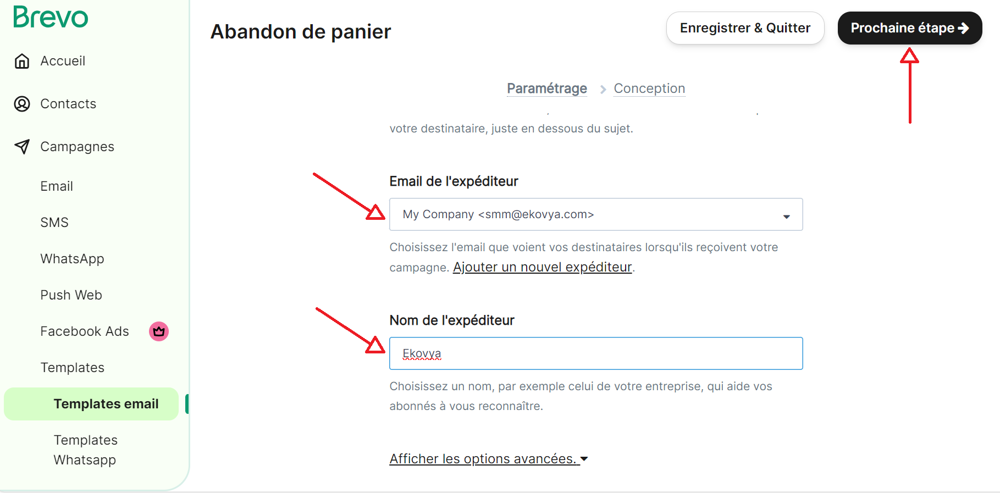 Brevo
Accueil
Contacts
Campagnes
Email
SMS
WhatsApp
Push Web
Facebook Ads
Templates
Templates email
Templates
Whatsapp
Abandon de panier
Enregistrer & Quitter
Prochaine étape
Paramétrage
Conception
votre destinataire, juste en dessous du sujet.
Email de l'expéditeur
My Company <smm@ekovya.com>
Choisissez l'email que voient vos destinataires lorsqu'ils reçoivent votre
campagne. Ajouter un nouvel expéditeur.
Nom de l'expéditeur
Ekovya
Choisissez un nom, par exemple celui de votre entreprise, qui aide vos
abonnés à vous reconnaître.
Afficher les options avancées.